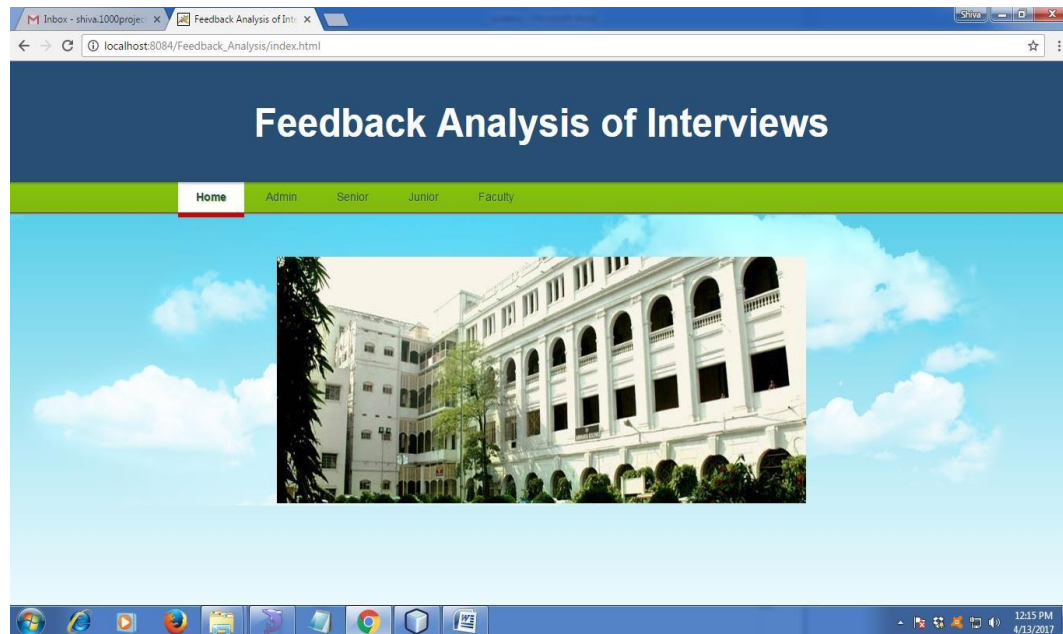 Inbox - shiva.1000projec
Feedback Analysis of Inte
Shiva
localhost:8084/Feedback_Analysis/index.html
Feedback Analysis of Interviews
Home
Admin
Senior
Junior
Faculty
12:15 PM
4/13/2017